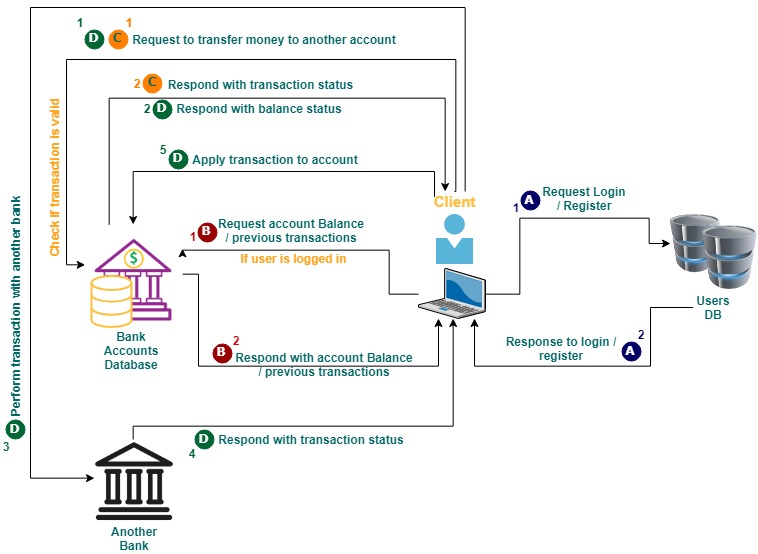 1 1
D C Request to transfer money to another account
2 C Respond with transaction status
2 D Respond with balance status
5 D Apply transaction to account
Check if transaction is valid
Client
1 A Request Login
/ Register
1 B Request account Balance
/ previous transactions
If user is logged in
$
Bank
Accounts
Database
Users
DB
B 2 Respond with account Balance
/ previous transactions
Response to login /
register
A 2
3 D Perform transaction with another bank
D Respond with transaction status
4
Another
Bank